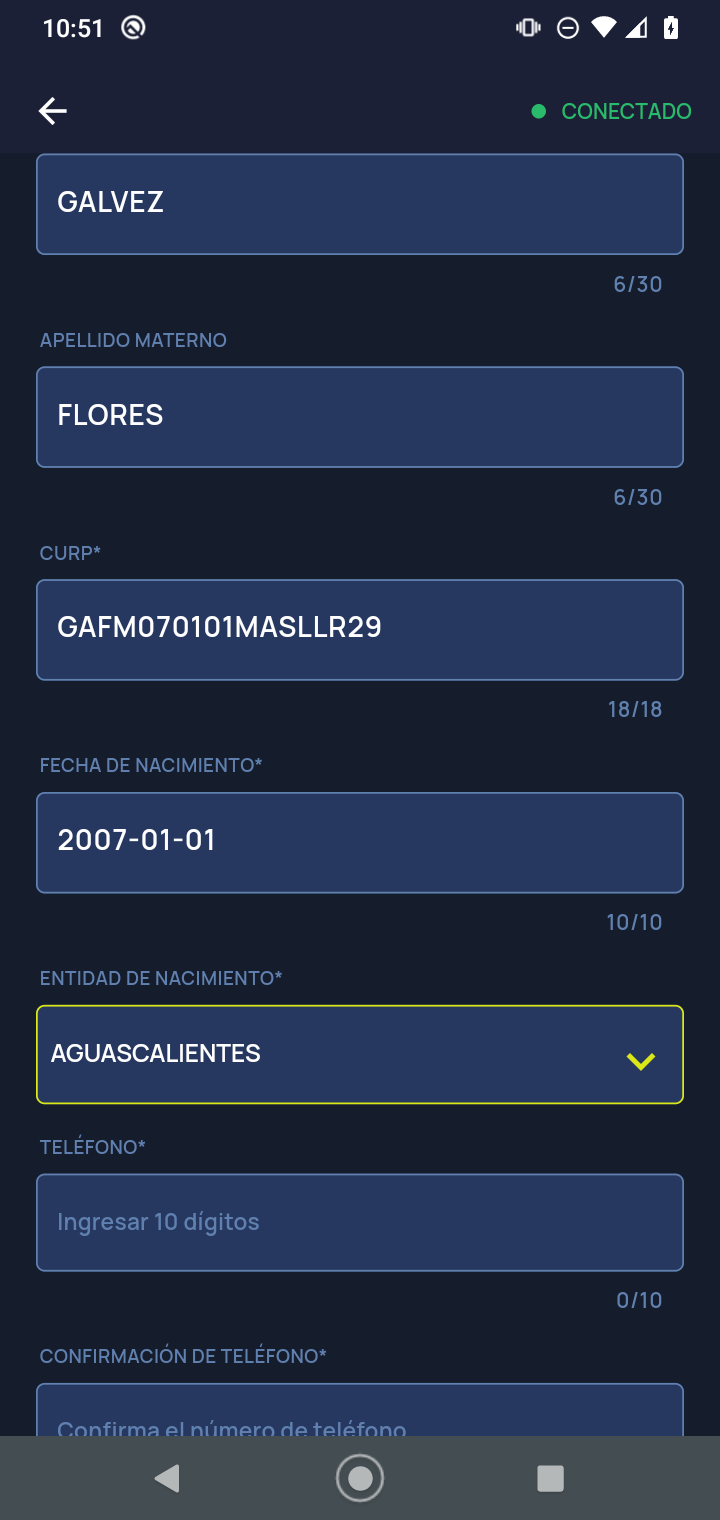 10:51
CONECTADO
GALVEZ
6/30
APELLIDO MATERNO
FLORES
6/30
CURP*
GAFM070101MASLLR29
18/18
FECHA DE NACIMIENTO*
2007-01-01
10/10
ENTIDAD DE NACIMIENTO*
AGUASCALIENTES
TELÉFONO*
Ingresar 10 dígitos
0/10
CONFIRMACIÓN DE TELÉFONO*
Confirma el número de teléfono